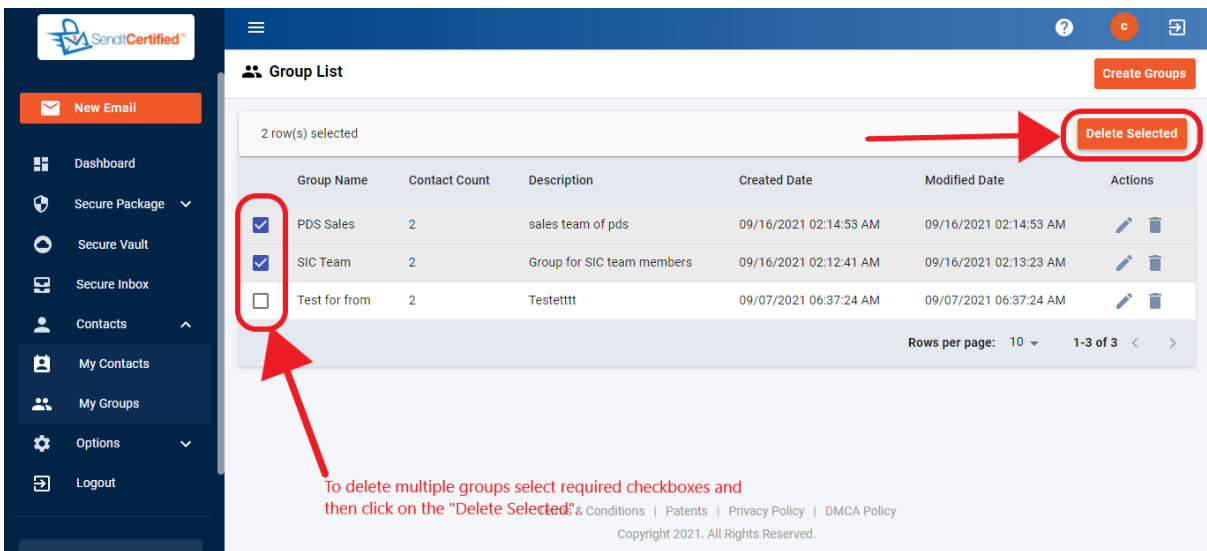 SenditCertified™
?
c
New Email
Dashboard
Secure Package
Secure Vault
Secure Inbox
Contacts
My Contacts
My Groups
Options
Logout
Group List
Create Groups
2 row(s) selected
Delete Selected
Group Name Contact Count Description Created Date Modified Date Actions
PDS Sales 2 sales team of pds 09/16/2021 02:14:53 AM 09/16/2021 02:14:53 AM
SIC Team 2 Group for SIC team members 09/16/2021 02:12:41 AM 09/16/2021 02:13:23 AM
Test for from 2 Testetttt 09/07/2021 06:37:24 AM 09/07/2021 06:37:24 AM
Rows per page: 10 1-3 of 3 < >
To delete multiple groups select required checkboxes and
then click on the "Delete Selected".
& Conditions | Patents | Privacy Policy | DMCA Policy
Copyright 2021. All Rights Reserved.